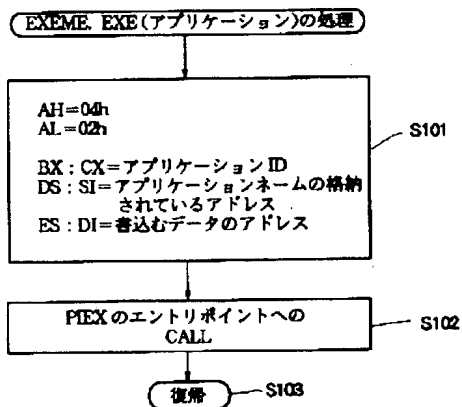 EXEME. EXE(アプリケーション)の処理
AH=04h
AL=02h
S101
BX:CX=アプリケーションID
DS:SI=アプリケーションネームの格納
されているアドレス
ES:DI=書込むデータのアドレス
PIEXのエントリポイントへの
CALL
S102
復帰
S103